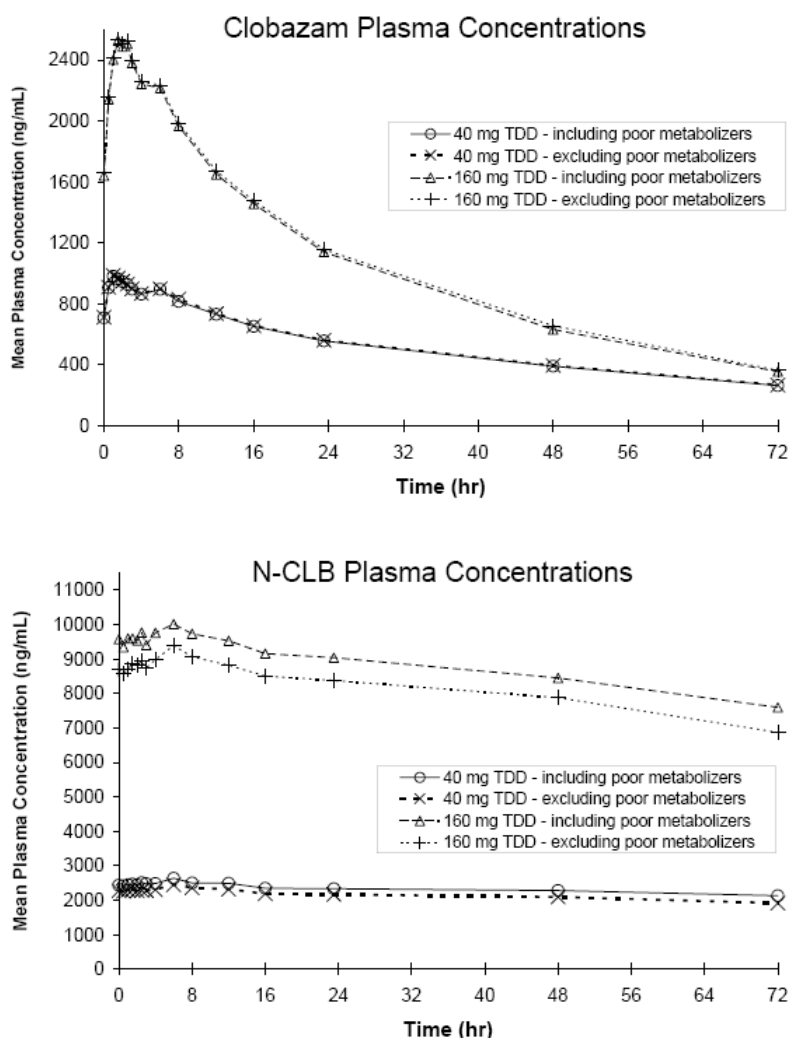 Clobazam Plasma Concentrations
Mean Plasma Concentration (ng/mL)
2400
2000
1600
1200
800
400
0
40 mg TDD - including poor metabolizers
40 mg TDD - excluding poor metabolizers
160 mg TDD - including poor metabolizers
160 mg TDD - excluding poor metabolizers
0 8 16 24 32 40 48 56 64 72
Time (hr)
N-CLB Plasma Concentrations
Mean Plasma Concentration (ng/mL)
11000
10000
9000
8000
7000
6000
5000
4000
3000
2000
1000
0
40 mg TDD - including poor metabolizers
40 mg TDD - excluding poor metabolizers
160 mg TDD - including poor metabolizers
160 mg TDD - excluding poor metabolizers
0 8 16 24 32 40 48 56 64 72
Time (hr)